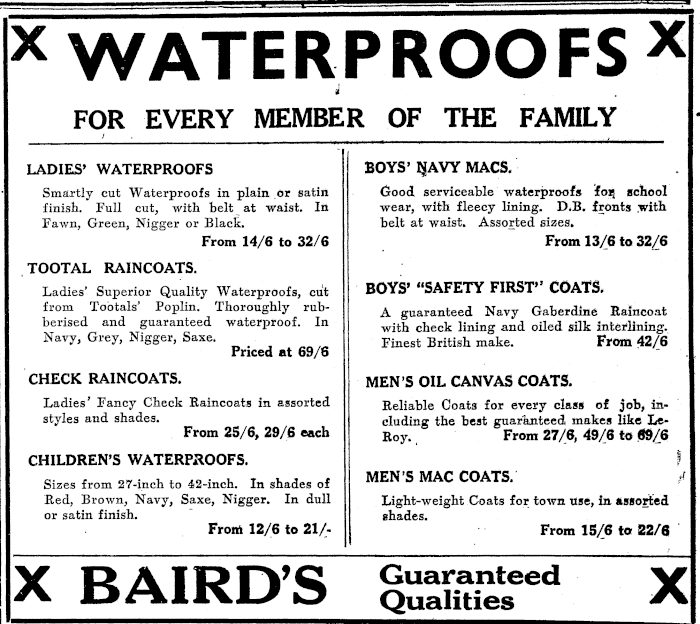 X WATERPROOFS X
FOR EVERY MEMBER OF THE FAMILY
LADIES' WATERPROOFS
Smartly cut Waterproofs in plain or satin
finish. Full cut, with belt at waist. In
Fawn, Green, Nigger or Black.
From 14/6 to 32/6
TOOTAL RAINCOATS.
Ladies' Superior Quality Waterproofs, cut
from Tootals' Poplin. Thoroughly rub-
berised and guaranteed waterproof. In
Navy, Grey, Nigger, Saxe.
Priced at 69/6
CHECK RAINCOATS.
Ladies' Fancy Check Raincoats in assorted
styles and shades.
From 25/6, 29/6 each
CHILDREN'S WATERPROOFS.
Sizes from 27-inch to 42-inch. In shades of
Red, Brown, Navy, Saxe, Nigger. In dull
or satin finish.
From 12/6 to 21/-
BOYS' NAVY MACS.
Good serviceable waterproofs for school
wear, with fleecy lining. D.B. fronts with
belt at waist. Assorted sizes.
From 13/6 to 32/6
BOYS' "SAFETY FIRST" COATS.
A guaranteed Navy Gaberdine Raincoat
with check lining and oiled silk interlining.
Finest British make. From 42/6
MEN'S OIL CANVAS COATS.
Reliable Coats for every class of job, in-
cluding the best guaranteed makes like Le-
Roy. From 27/6, 49/6 to 69/6
MEN'S MAC COATS.
Light-weight Coats for town use, in assorted
shades.
From 15/6 to 22/6
X BAIRD'S Guaranteed
Qualities X